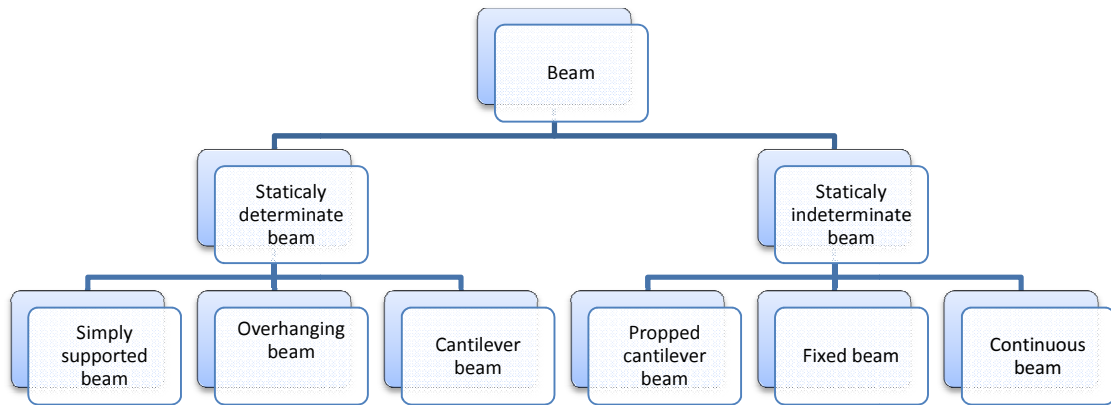 Beam
Staticaly
determinate
beam
Staticaly
indeterminate
beam
Simply
supported
beam
Overhanging
beam
Cantilever
beam
Propped
cantilever
beam
Fixed beam
Continuous
beam